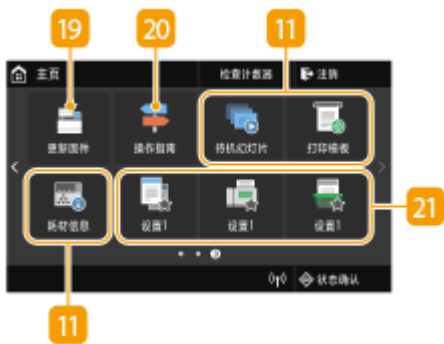 19 20 11
主页 检查计数器 注销
更新固件 操作指南 待机幻灯片 打印模板
耗材信息 设置1 设置1 设置1
21
状态确认
11